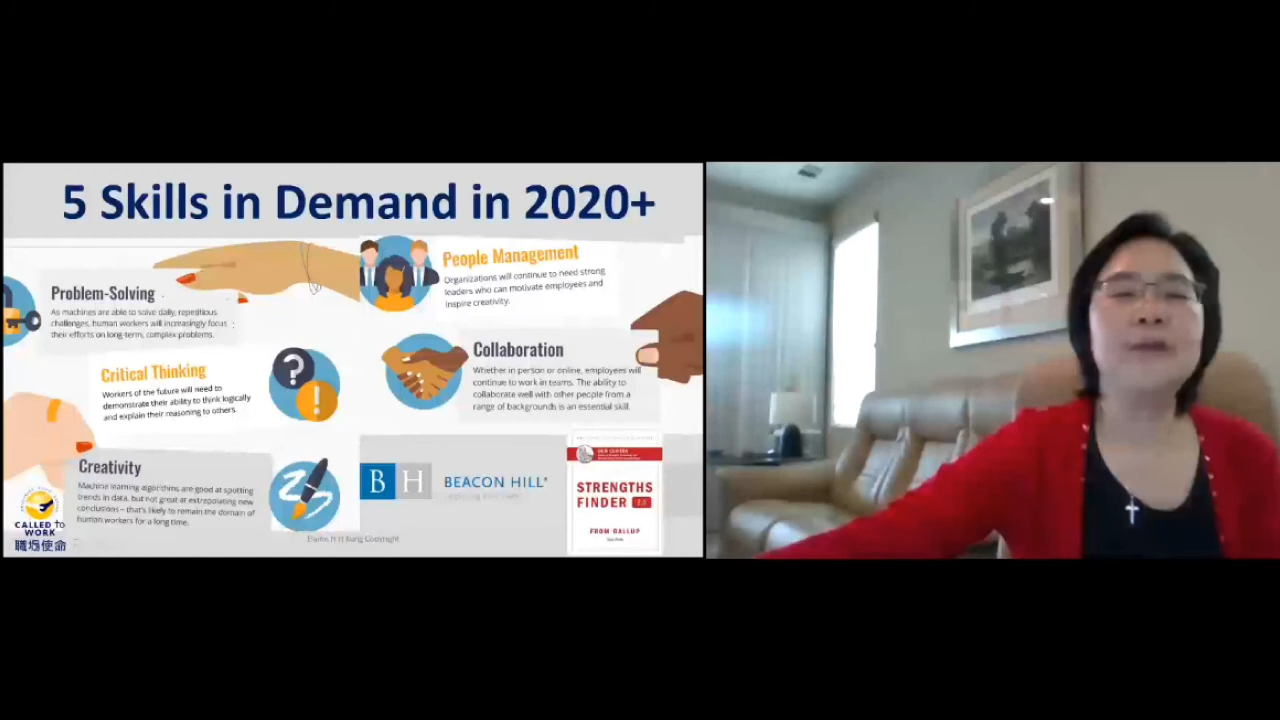 5 Skills in Demand in 2020+
Problem-Solving
As machines are able to solve daily, repetitious
challenges, human workers will increasingly focus
their efforts on long-term, complex problems.
People Management
Organizations will continue to need strong
leaders who can motivate employees and
inspire creativity.
Critical Thinking
Workers of the future will need to
demonstrate their ability to think logically
and explain their reasoning to others.
Collaboration
Whether in person or online, employees will
continue to work in teams. The ability to
collaborate well with other people from a
range of backgrounds is an essential skill.
Creativity
Machine learning algorithms are good at spotting
trends in data, but not great at extrapolating new
conclusions – that's likely to remain the domain of
human workers for a long time.
CALLED to
WORK
職場使命
B H
BEACON HILL
STRENGTHS
FINDER
FROM GALLUP
Copyright